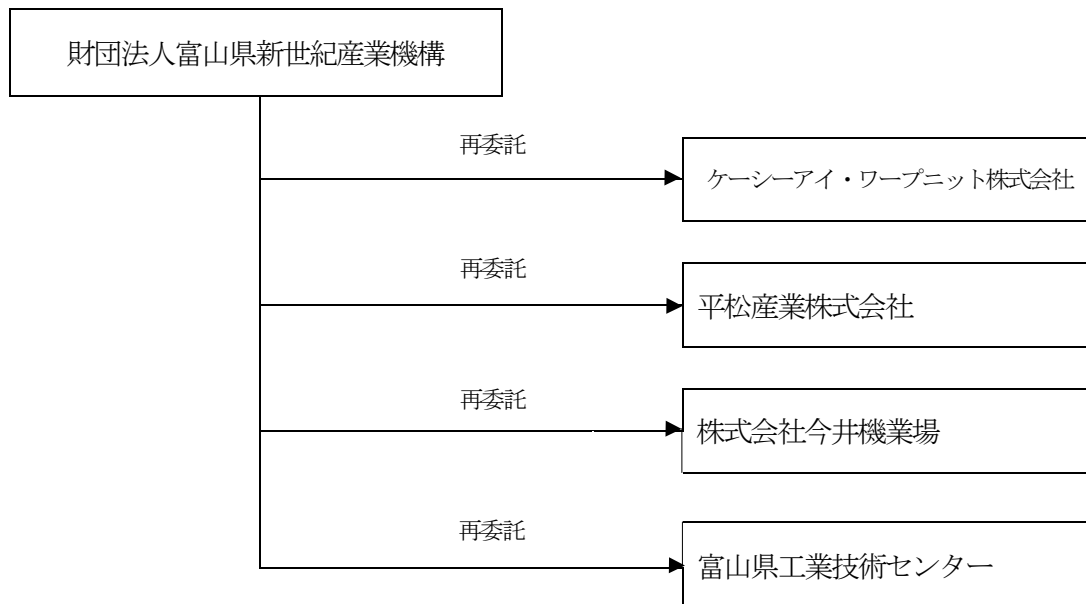 財団法人富山県新世紀産業機構
再委託
ケーシーアイ・ワープニット株式会社
再委託
平松産業株式会社
再委託
株式会社今井機業場
再委託
富山県工業技術センター